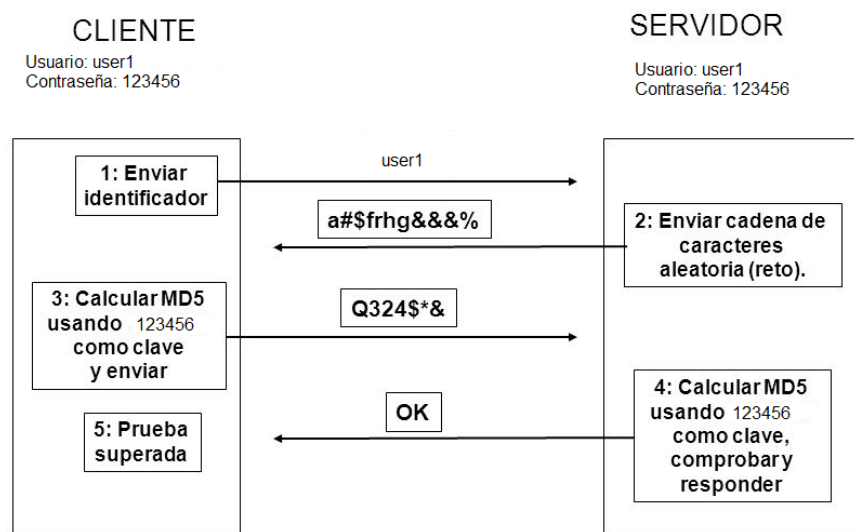 CLIENTE
Usuario: user1
Contraseña: 123456
SERVIDOR
Usuario: user1
Contraseña: 123456
1: Enviar
identificador
user1
a#$frhg&&&%
2: Enviar cadena de
caracteres
aleatoria (reto).
3: Calcular MD5
usando 123456
como clave
y enviar
Q324$*&
4: Calcular MD5
usando 123456
como clave,
comprobar y
responder
OK
5: Prueba
superada